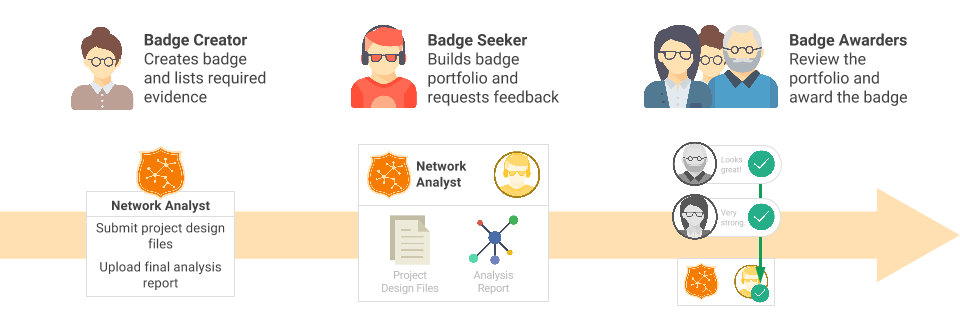 Badge Creator
Creates badge
and lists required
evidence
Badge Seeker
Builds badge
portfolio and
requests feedback
Badge Awarders
Review the
portfolio and
award the badge
Network Analyst
Submit project design
files
Upload final analysis
report
Network
Analyst
Project
Design Files
Analysis
Report
Looks
great!
Very
strong.